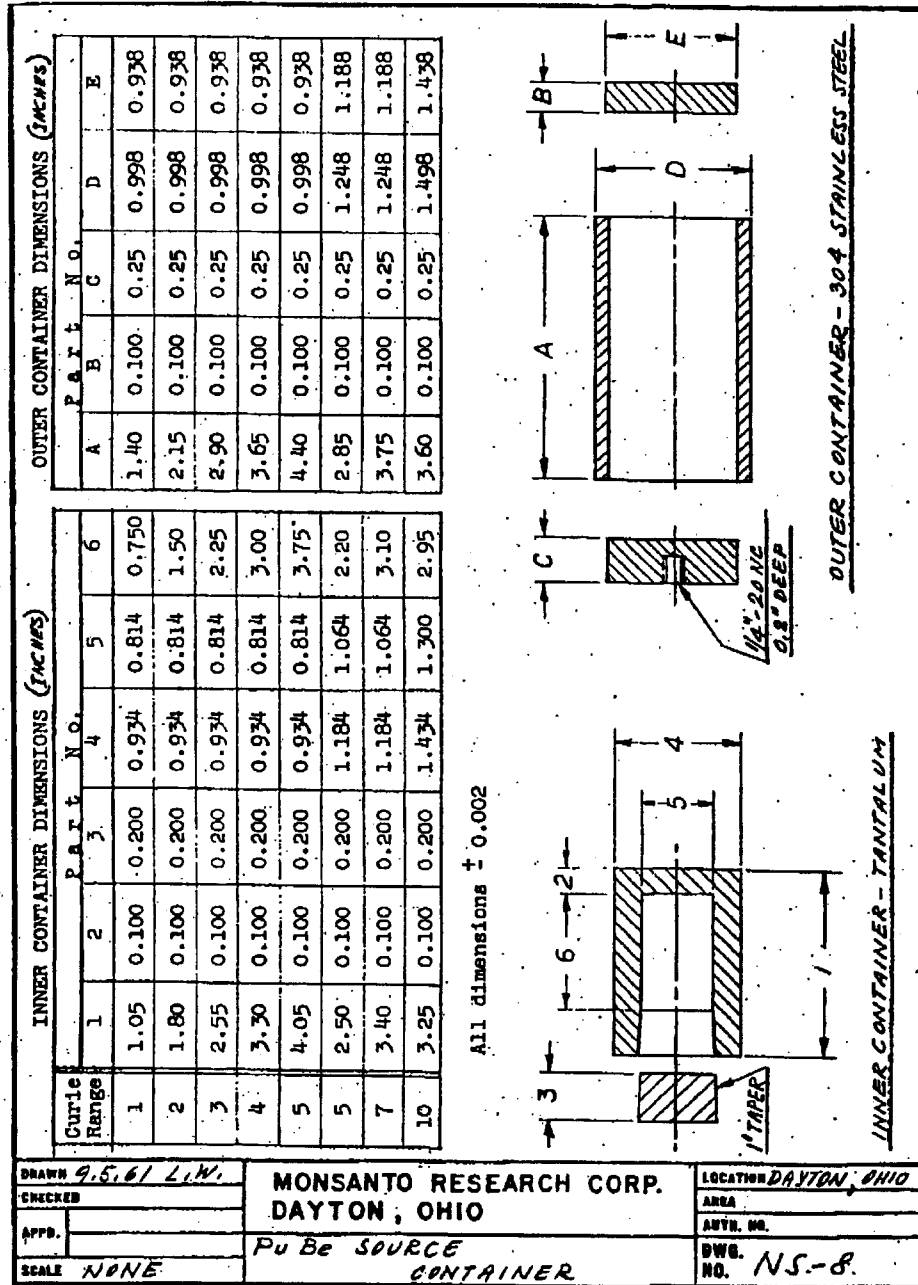 INNER CONTAINER DIMENSIONS (INCHES)
OUTER CONTAINER DIMENSIONS (INCHES)
Curie Range
Part No.
Part No.
1 2 3 4 5 6 A B C D E
1 1.05 0.100 0.200 0.934 0.814 0.750 1.40 0.100 0.25 0.998 0.938
2 1.80 0.100 0.200 0.934 0.814 1.50 2.15 0.100 0.25 0.998 0.938
3 2.55 0.100 0.200 0.934 0.814 2.25 2.90 0.100 0.25 0.998 0.938
4 3.30 0.100 0.200 0.934 0.814 3.00 3.65 0.100 0.25 0.998 0.938
5 4.05 0.100 0.200 0.934 0.814 3.75 4.40 0.100 0.25 0.998 0.938
5 2.50 0.100 0.200 1.184 1.064 2.20 2.85 0.100 0.25 1.248 1.188
7 3.40 0.100 0.200 1.184 1.064 3.10 3.75 0.100 0.25 1.248 1.188
10 3.25 0.100 0.200 1.434 1.300 2.95 3.60 0.100 0.25 1.498 1.438
All dimensions ± 0.002
3
1° TAPER
6
2
5
4
1
INNER CONTAINER - TANTALUM
C
1/4"-20 NC
0.2" DEEP
A
D
B
E
OUTER CONTAINER - 304 STAINLESS STEEL
DRAWN 9.5.61 L.W.
CHECKED
APPD.
SCALE NONE
MONSANTO RESEARCH CORP.
DAYTON, OHIO
Pu Be SOURCE
CONTAINER
LOCATION DAYTON, OHIO
AREA
AUTH. NO.
DWG. NO. NS.-8.